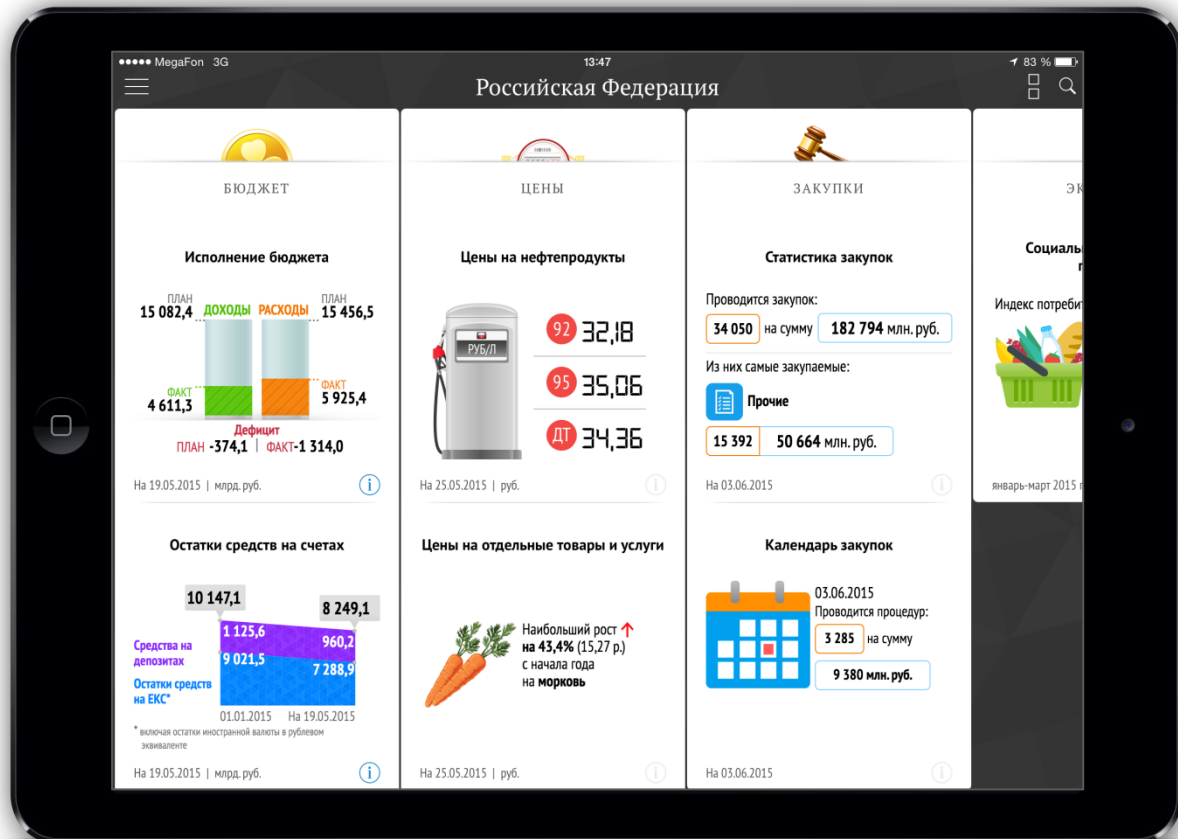 MegaFon 3G
13:47
83 %
Российская Федерация
БЮДЖЕТ
Исполнение бюджета
ПЛАН
15 082,4
ДОХОДЫ
РАСХОДЫ
ПЛАН
15 456,5
ФАКТ
4 611,3
ФАКТ
5 925,4
Дефицит
ПЛАН -374,1 | ФАКТ-1 314,0
На 19.05.2015 | млрд. руб.
Остатки средств на счетах
10 147,1
8 249,1
Средства на
депозитах
1 125,6
960,2
9 021,5
7 288,9
Остатки средств
на ЕКС*
01.01.2015 На 19.05.2015
* включая остатки иностранной валюты в рублевом
эквиваленте
На 19.05.2015 | млрд. руб.
ЦЕНЫ
Цены на нефтепродукты
РУБ/Л
92 32,18
95 35,06
ДТ 34,36
На 25.05.2015 | руб.
Цены на отдельные товары и услуги
Наибольший рост
на 43,4% (15,27 р.)
с начала года
на морковь
На 25.05.2015 | руб.
ЗАКУПКИ
Статистика закупок
Проводится закупок:
34 050 на сумму 182 794 млн. руб.
Из них самые закупаемые:
Прочие
15 392 50 664 млн. руб.
На 03.06.2015
Календарь закупок
03.06.2015
Проводится процедур:
3 285 на сумму
9 380 млн. руб.
На 03.06.2015
ЭК
Социаль
Индекс потребит
январь-март 2015 г